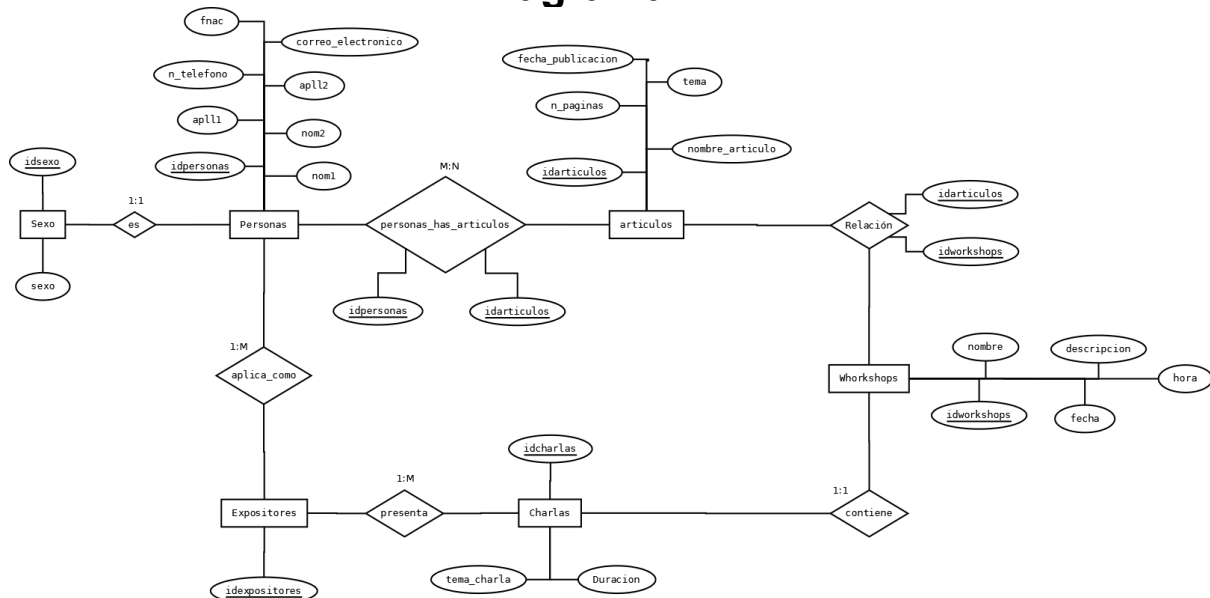 fnac
correo_electronico
fecha_publicacion
n_telefono
apll2
tema
n_paginas
apll1
nom2
nombre_articulo
idsexo
idpersonas
M:N
idarticulos
nom1
idarticulos
1:1
Sexo
es
Personas
personas_has_articulos
articulos
Relación
idworkshops
sexo
idpersonas
idarticulos
1:M
nombre
descripcion
aplica_como
Whorkshops
hora
idworkshops
fecha
idcharlas
1:M
1:1
Expositores
presenta
Charlas
contiene
tema_charla
Duracion
idexpositores